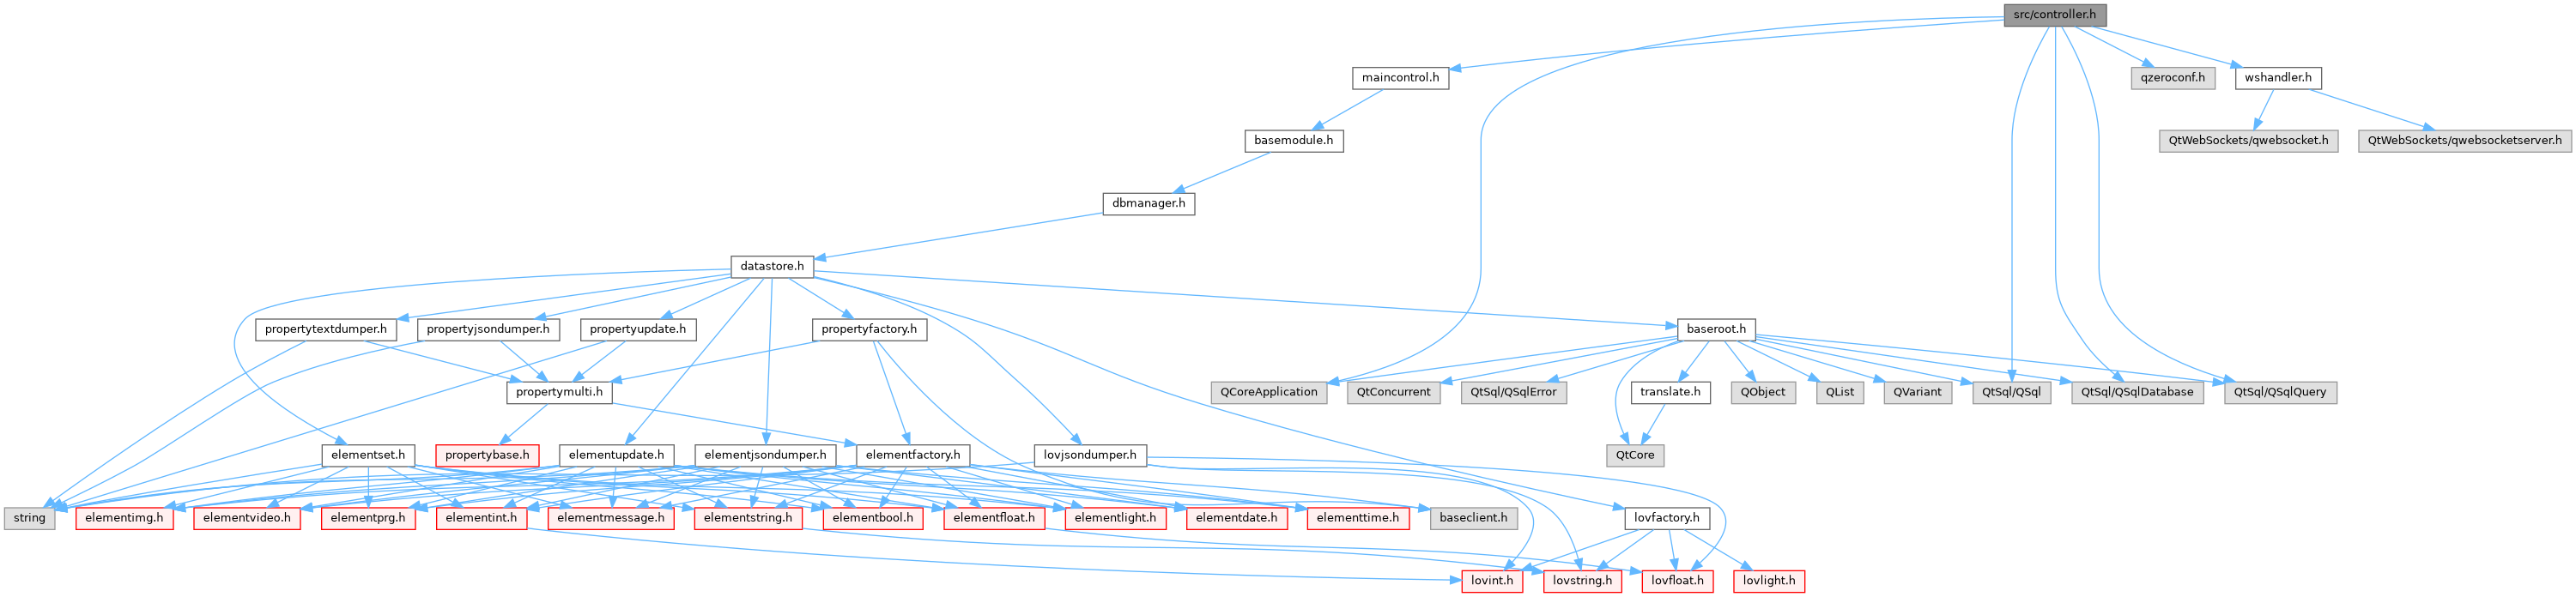 src/controller.h
maincontrol.h
qzeroconf.h
wshandler.h
basemodule.h
QtWebSockets/qwebsocket.h
QtWebSockets/qwebsocketserver.h
dbmanager.h
datastore.h
propertytextdumper.h
propertyjsondumper.h
propertyupdate.h
propertyfactory.h
baseroot.h
propertymulti.h
QCoreApplication
QtConcurrent
QtSql/QSqlError
translate.h
QObject
QList
QVariant
QtSql/QSql
QtSql/QSqlDatabase
QtSql/QSqlQuery
elementset.h
propertybase.h
elementupdate.h
elementjsondumper.h
elementfactory.h
lovjsondumper.h
QtCore
string
elementimg.h
elementvideo.h
elementprg.h
elementint.h
elementmessage.h
elementstring.h
elementbool.h
elementfloat.h
elementlight.h
elementdate.h
elementtime.h
baseclient.h
lovfactory.h
lovint.h
lovstring.h
lovfloat.h
lovlight.h